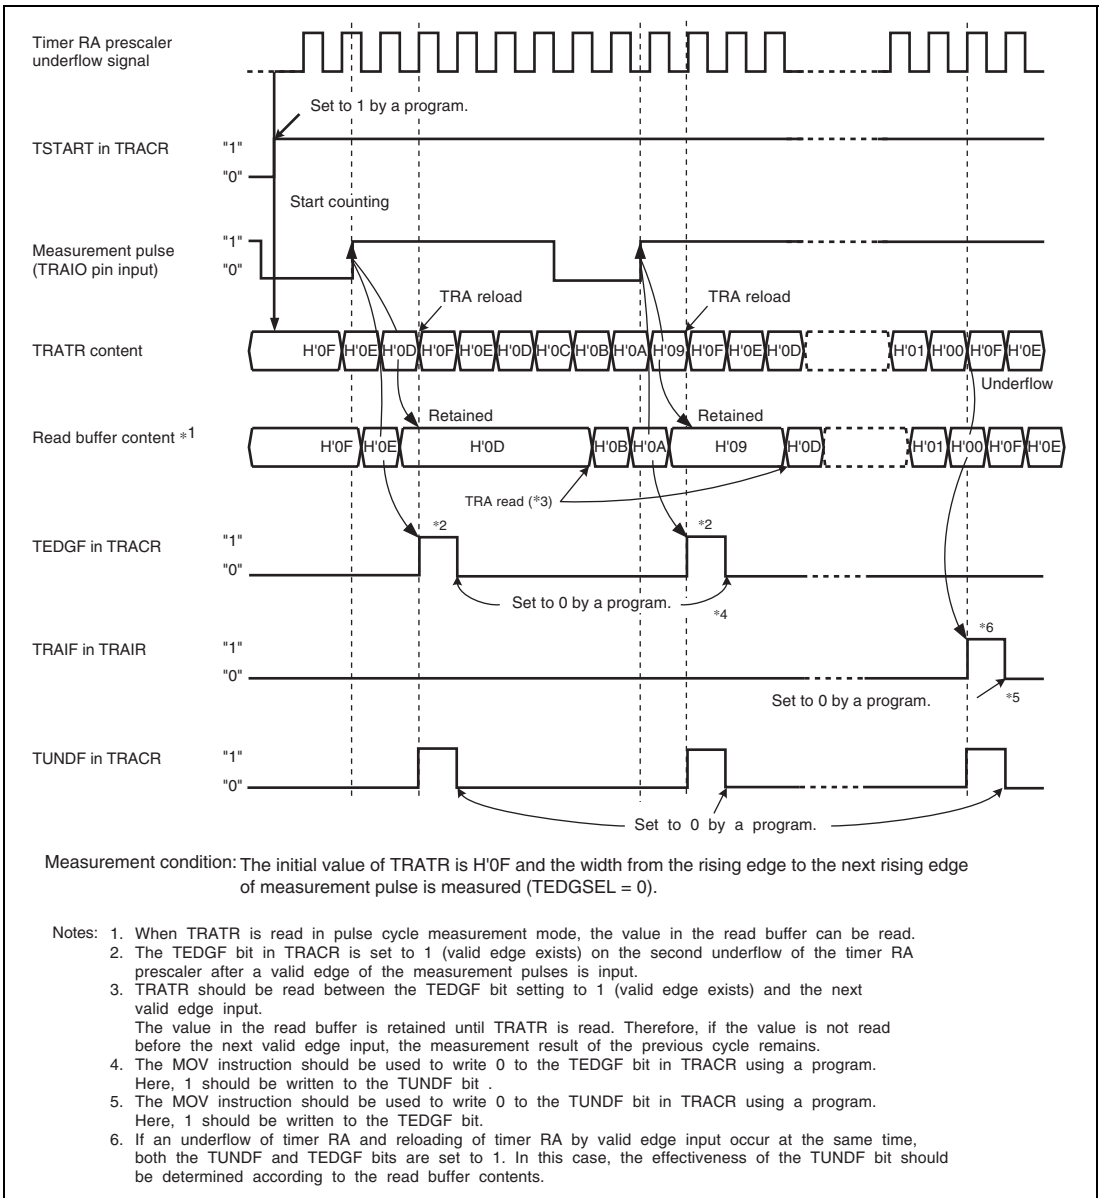 Timer RA prescaler
underflow signal
Set to 1 by a program.
TSTART in TRACR
"1"
"0"
Start counting
Measurement pulse
(TRAIO pin input)
"1"
"0"
TRA reload
TRA reload
TRATR content
H'0F H'0E H'0D H'0F H'0E H'0D H'0C H'0B H'0A H'09 H'0F H'0E H'0D H'01 H'00 H'0F H'0E
Underflow
Retained
Retained
Read buffer content *1
H'0F H'0E H'0D H'0B H'0A H'09 H'0D H'01 H'00 H'0F H'0E
TRA read (*3)
*2
*2
TEDGF in TRACR
"1"
"0"
Set to 0 by a program.
*4
*6
TRAIF in TRAIR
"1"
"0"
Set to 0 by a program.
*5
TUNDF in TRACR
"1"
"0"
Set to 0 by a program.
Measurement condition: The initial value of TRATR is H'0F and the width from the rising edge to the next rising edge
of measurement pulse is measured (TEDGSEL = 0).
Notes: 1. When TRATR is read in pulse cycle measurement mode, the value in the read buffer can be read.
2. The TEDGF bit in TRACR is set to 1 (valid edge exists) on the second underflow of the timer RA
prescaler after a valid edge of the measurement pulses is input.
3. TRATR should be read between the TEDGF bit setting to 1 (valid edge exists) and the next
valid edge input.
The value in the read buffer is retained until TRATR is read. Therefore, if the value is not read
before the next valid edge input, the measurement result of the previous cycle remains.
4. The MOV instruction should be used to write 0 to the TEDGF bit in TRACR using a program.
Here, 1 should be written to the TUNDF bit .
5. The MOV instruction should be used to write 0 to the TUNDF bit in TRACR using a program.
Here, 1 should be written to the TEDGF bit.
6. If an underflow of timer RA and reloading of timer RA by valid edge input occur at the same time,
both the TUNDF and TEDGF bits are set to 1. In this case, the effectiveness of the TUNDF bit should
be determined according to the read buffer contents.